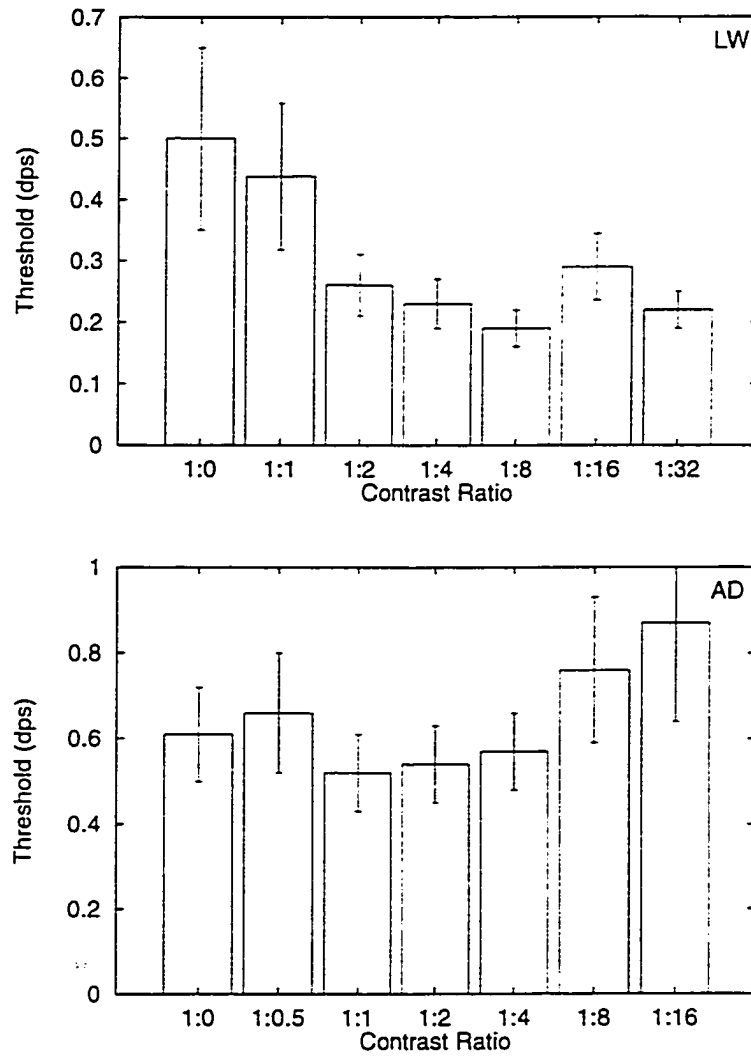 LW
0.7
0.6
0.5
0.4
0.3
0.2
0.1
0
Threshold (dps)
1:0 1:1 1:2 1:4 1:8 1:16 1:32
Contrast Ratio
AD
1
0.8
0.6
0.4
0.2
0
Threshold (dps)
1:0 1:0.5 1:1 1:2 1:4 1:8 1:16
Contrast Ratio